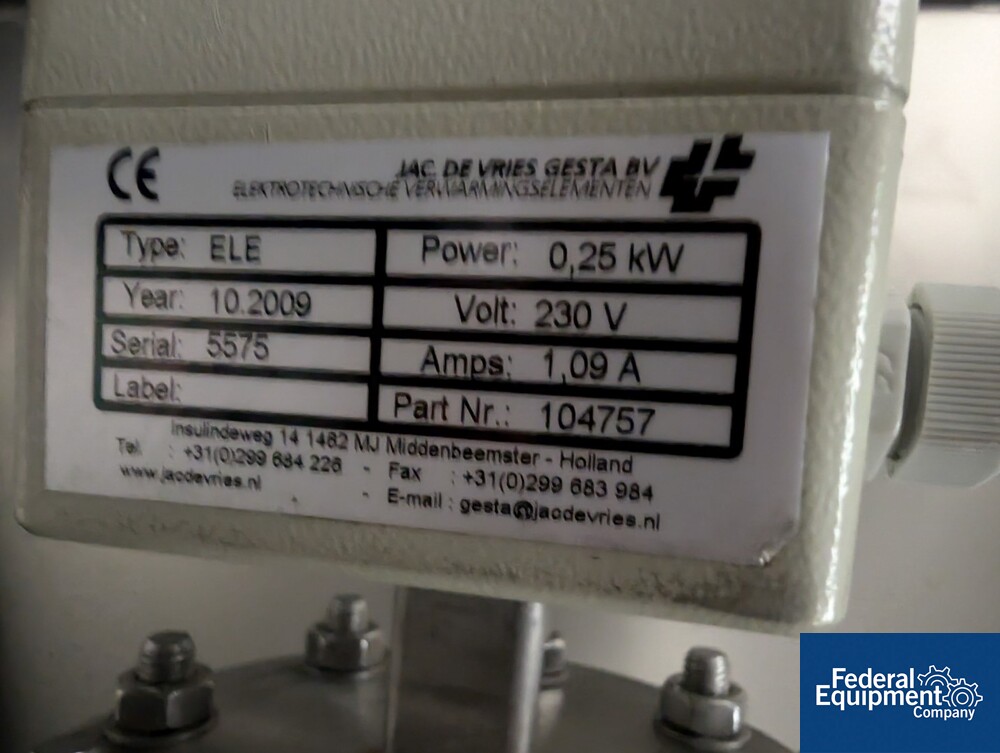 CE
JAC. DE VRIES GESTA BV
ELEKTROTECHNISCHE VERWARMINGSELEMENTEN
Type: ELE
Power: 0,25 kW
Year: 10.2009
Volt: 230 V
Serial: 5575
Amps: 1,09 A
Label:
Part Nr.: 104757
Insulindeweg 14 1482 MJ Middenbeemster - Holland
Tel : +31(0)299 684 226 - Fax : +31(0)299 683 984
www.jacdevries.nl - E-mail : gesta@jacdevries.nl
Federal
Equipment
Company